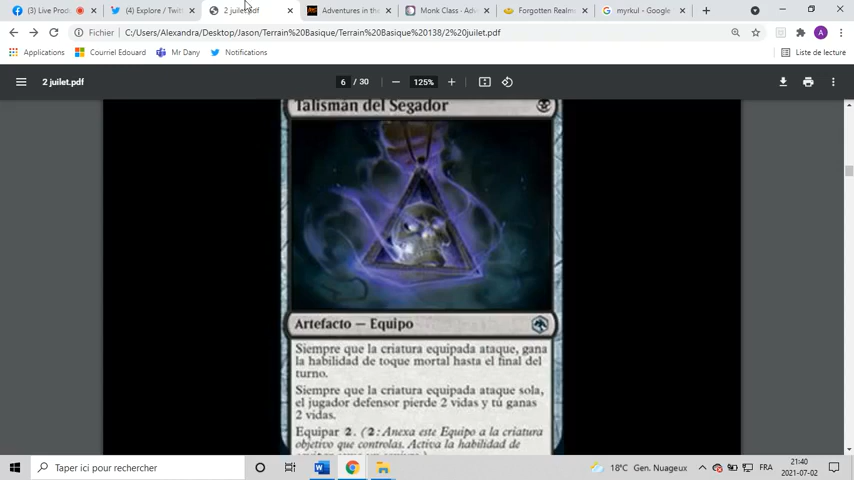 (3) Live Prod
(4) Explore / Twitt
2 juilet.pdf
Adventures in the
Monk Class - Adv
Forgotten Realm
myrkul - Google
Fichier
C:/Users/Alexandra/Desktop/Jason/Terrain%20Basique/Terrain%20Basique%20138/2%20juilet.pdf
A
Applications
Courriel Edouard
Mr Dany
Notifications
Liste de lecture
2 juilet.pdf
6 / 30
125%
Talismán del Segador
Artefacto — Equipo
Siempre que la criatura equipada ataque, gana
la habilidad de toque mortal hasta el final del
turno.
Siempre que la criatura equipada ataque sola,
el jugador defensor pierde 2 vidas y tú ganas
2 vidas.
Equipar 2. (2: Anexa este Equipo a la criatura
objetivo que controlas. Activa la habilidad de
Taper ici pour rechercher
18°C Gen. Nuageux
FRA
21:40
2021-07-02